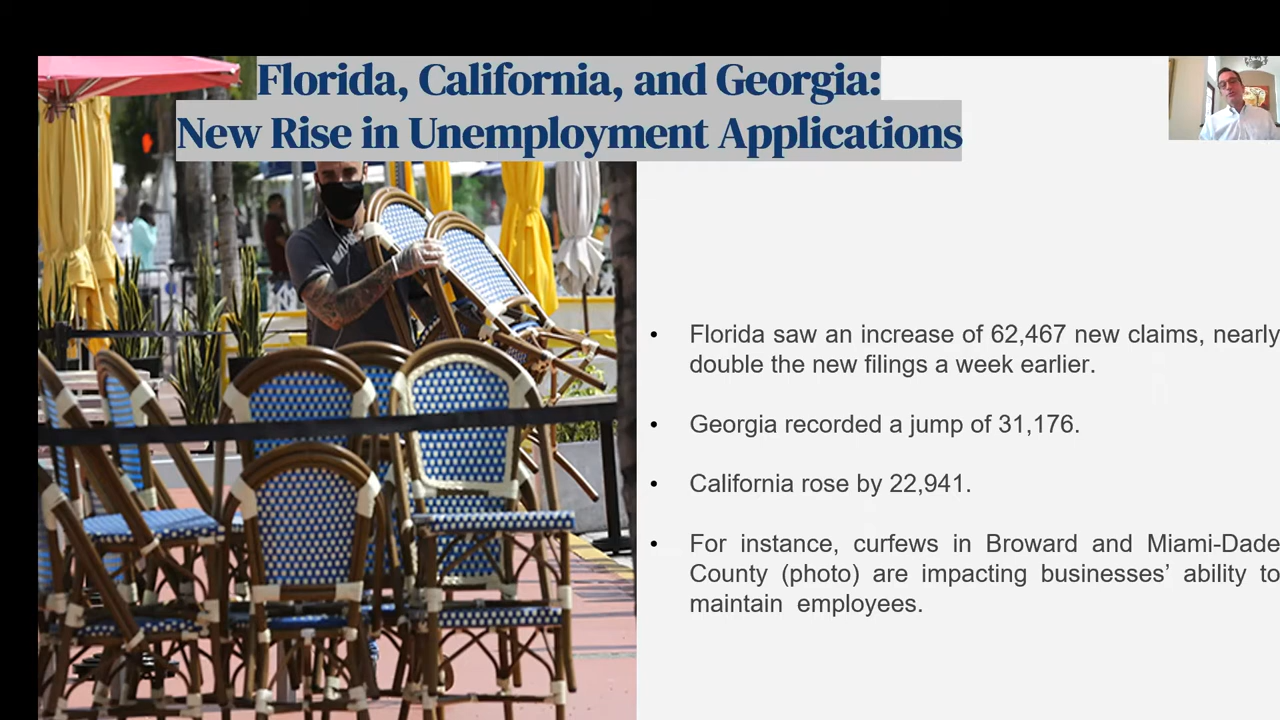 Florida, California, and Georgia:
New Rise in Unemployment Applications
• Florida saw an increase of 62,467 new claims, nearly
double the new filings a week earlier.
• Georgia recorded a jump of 31,176.
• California rose by 22,941.
• For instance, curfews in Broward and Miami-Dade
County (photo) are impacting businesses’ ability to
maintain employees.